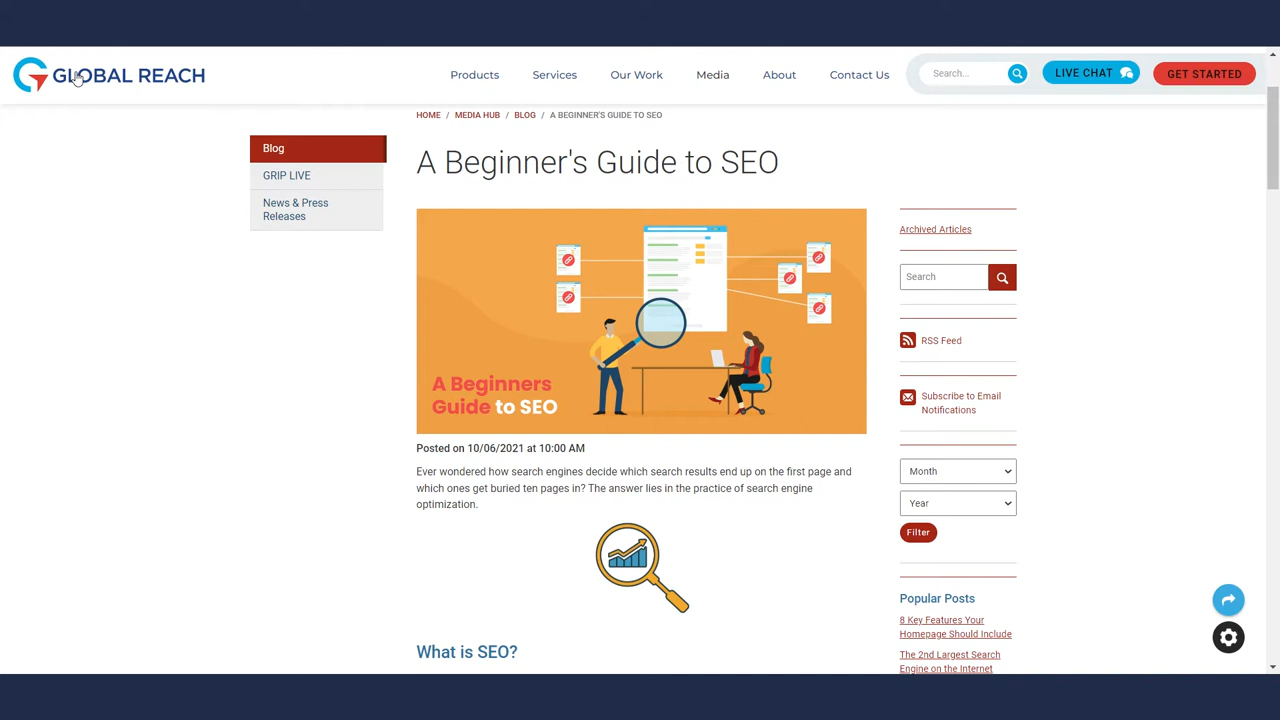 GLOBAL REACH
Products
Services
Our Work
Media
About
Contact Us
Search...
LIVE CHAT
GET STARTED
HOME / MEDIA HUB / BLOG / A BEGINNER'S GUIDE TO SEO
Blog
GRIP LIVE
News & Press
Releases
A Beginner's Guide to SEO
A Beginners
Guide to SEO
Posted on 10/06/2021 at 10:00 AM
Ever wondered how search engines decide which search results end up on the first page and
which ones get buried ten pages in? The answer lies in the practice of search engine
optimization.
What is SEO?
Archived Articles
Search
RSS Feed
Subscribe to Email
Notifications
Month
Year
Filter
Popular Posts
8 Key Features Your
Homepage Should Include
The 2nd Largest Search
Engine on the Internet